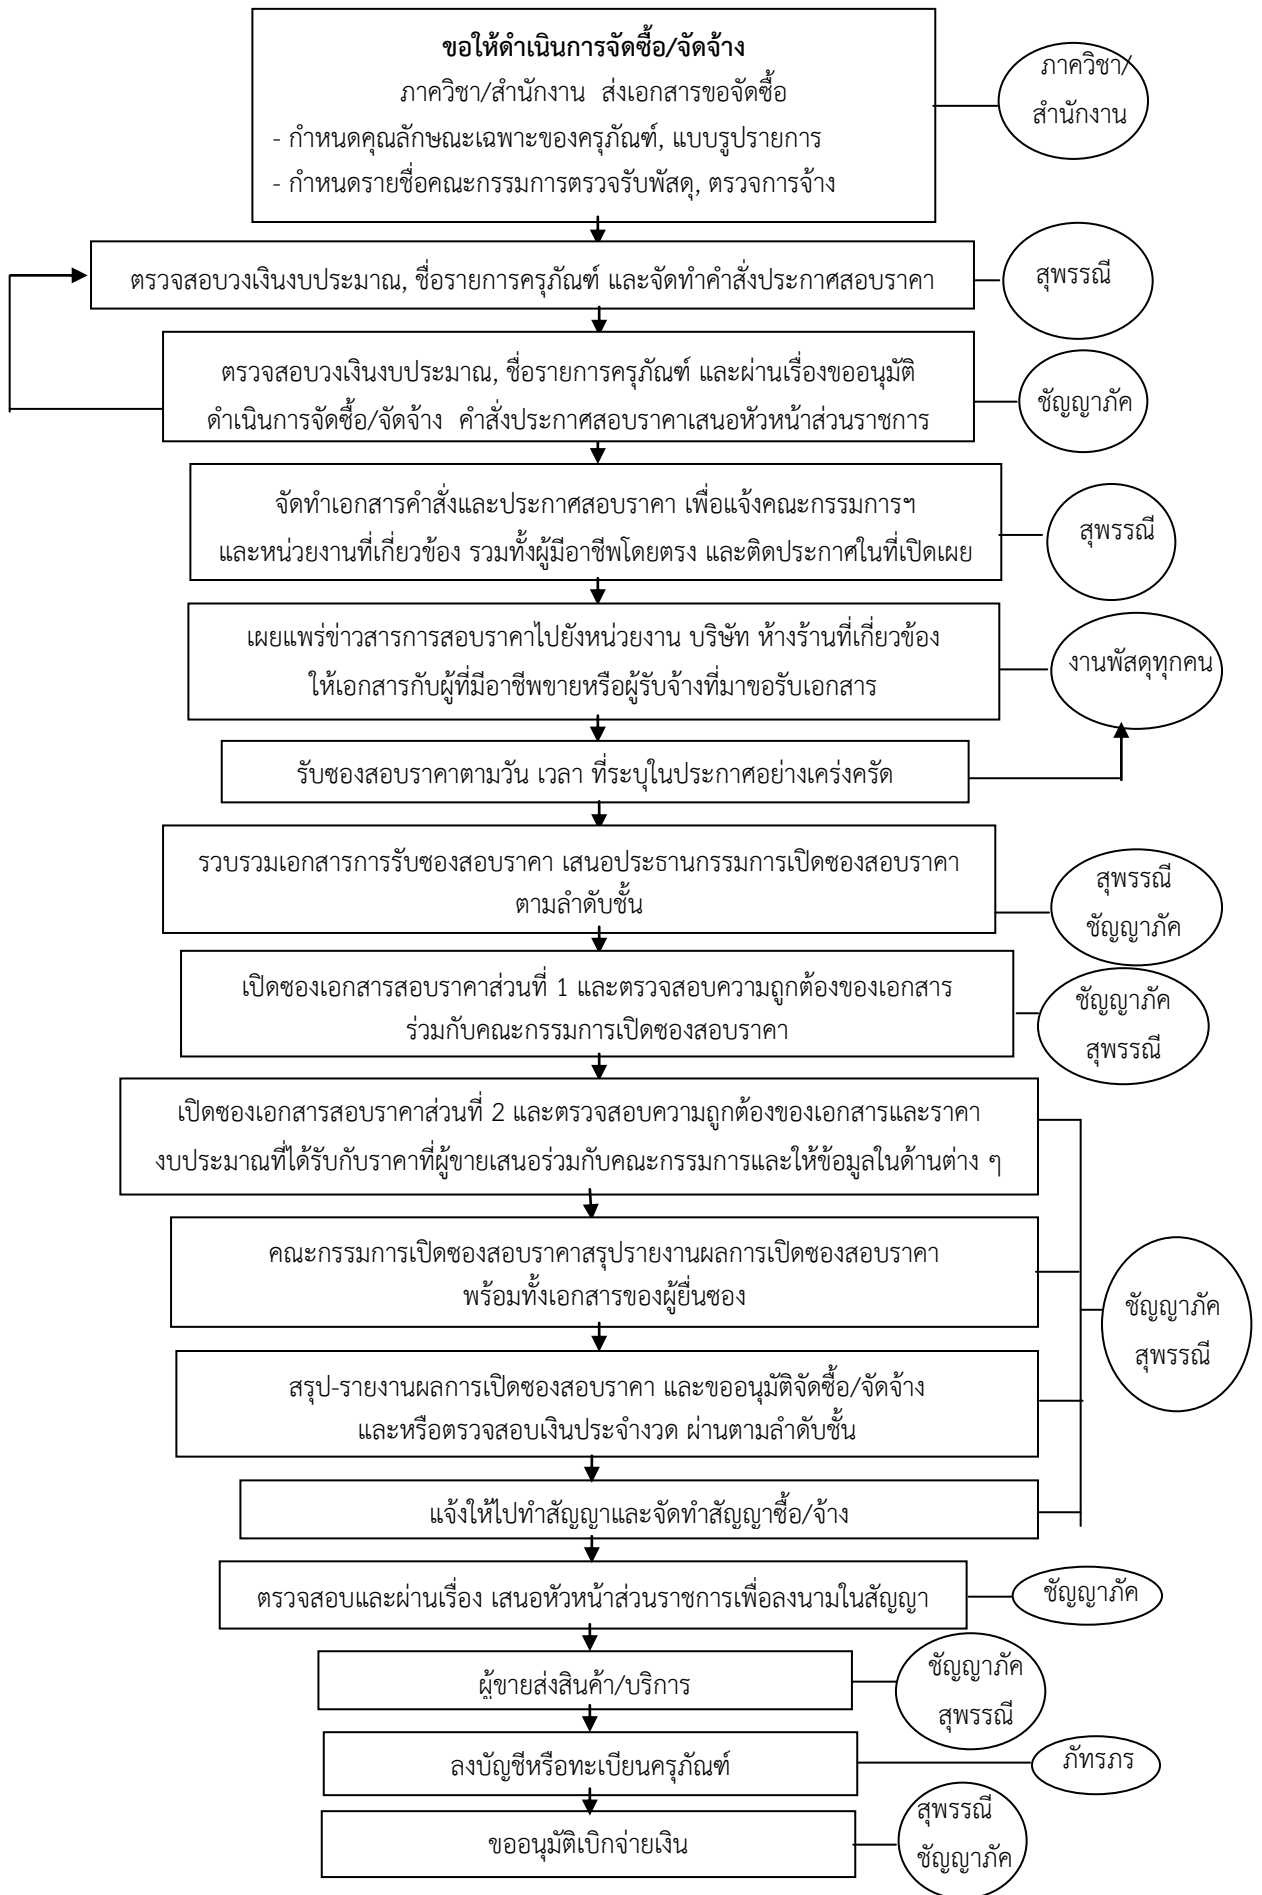 ขอให้ดำเนินการจัดซื้อ/จัดจ้าง
ภาควิชา/สำนักงาน ส่งเอกสารขอจัดซื้อ
- กำหนดคุณลักษณะเฉพาะของครุภัณฑ์, แบบรูปรายการ
- กำหนดรายชื่อคณะกรรมการตรวจรับพัสดุ, ตรวจการจ้าง
ภาควิชา/
สำนักงาน
ตรวจสอบวงเงินงบประมาณ, ชื่อรายการครุภัณฑ์ และจัดทำคำสั่งประกาศสอบราคา
สุพรรณี
ตรวจสอบวงเงินงบประมาณ, ชื่อรายการครุภัณฑ์ และผ่านเรื่องขออนุมัติ
ดำเนินการจัดซื้อ/จัดจ้าง คำสั่งประกาศสอบราคาเสนอหัวหน้าส่วนราชการ
ชัญญาภัค
จัดทำเอกสารคำสั่งและประกาศสอบราคา เพื่อแจ้งคณะกรรมการฯ
และหน่วยงานที่เกี่ยวข้อง รวมทั้งผู้มีอาชีพโดยตรง และติดประกาศในที่เปิดเผย
สุพรรณี
เผยแพร่ข่าวสารการสอบราคาไปยังหน่วยงาน บริษัท ห้างร้านที่เกี่ยวข้อง
ให้เอกสารกับผู้ที่มีอาชีพขายหรือผู้รับจ้างที่มาขอรับเอกสาร
งานพัสดุทุกคน
รับซองสอบราคาตามวัน เวลา ที่ระบุในประกาศอย่างเคร่งครัด
รวบรวมเอกสารการรับซองสอบราคา เสนอประธานกรรมการเปิดซองสอบราคา
ตามลำดับชั้น
สุพรรณี
ชัญญาภัค
เปิดซองเอกสารสอบราคาส่วนที่ 1 และตรวจสอบความถูกต้องของเอกสาร
ร่วมกับคณะกรรมการเปิดซองสอบราคา
ชัญญาภัค
สุพรรณี
เปิดซองเอกสารสอบราคาส่วนที่ 2 และตรวจสอบความถูกต้องของเอกสารและราคา
งบประมาณที่ได้รับกับราคาที่ผู้ขายเสนอร่วมกับคณะกรรมการและให้ข้อมูลในด้านต่าง ๆ
คณะกรรมการเปิดซองสอบราคาสรุปรายงานผลการเปิดซองสอบราคา
พร้อมทั้งเอกสารของผู้ยื่นซอง
ชัญญาภัค
สุพรรณี
สรุป-รายงานผลการเปิดซองสอบราคา และขออนุมัติจัดซื้อ/จัดจ้าง
และหรือตรวจสอบเงินประจำงวด ผ่านตามลำดับชั้น
แจ้งให้ไปทำสัญญาและจัดทำสัญญาซื้อ/จ้าง
ตรวจสอบและผ่านเรื่อง เสนอหัวหน้าส่วนราชการเพื่อลงนามในสัญญา
ชัญญาภัค
ผู้ขายส่งสินค้า/บริการ
ชัญญาภัค
สุพรรณี
ลงบัญชีหรือทะเบียนครุภัณฑ์
ภัทรภร
ขออนุมัติเบิกจ่ายเงิน
สุพรรณี
ชัญญาภัค